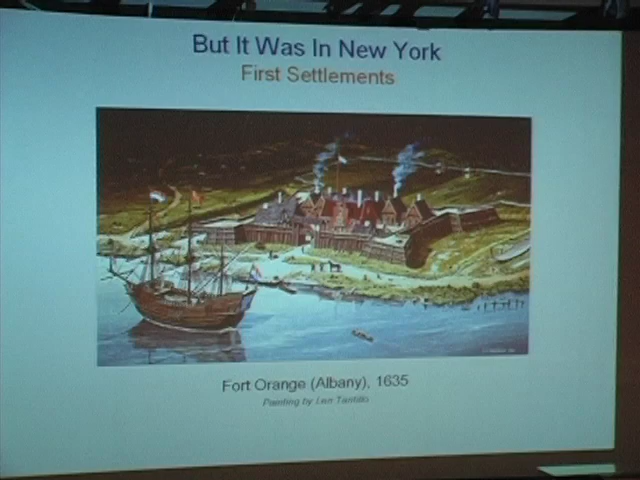 But It Was In New York
First Settlements
Fort Orange (Albany), 1635
Painting by Len Tantillo